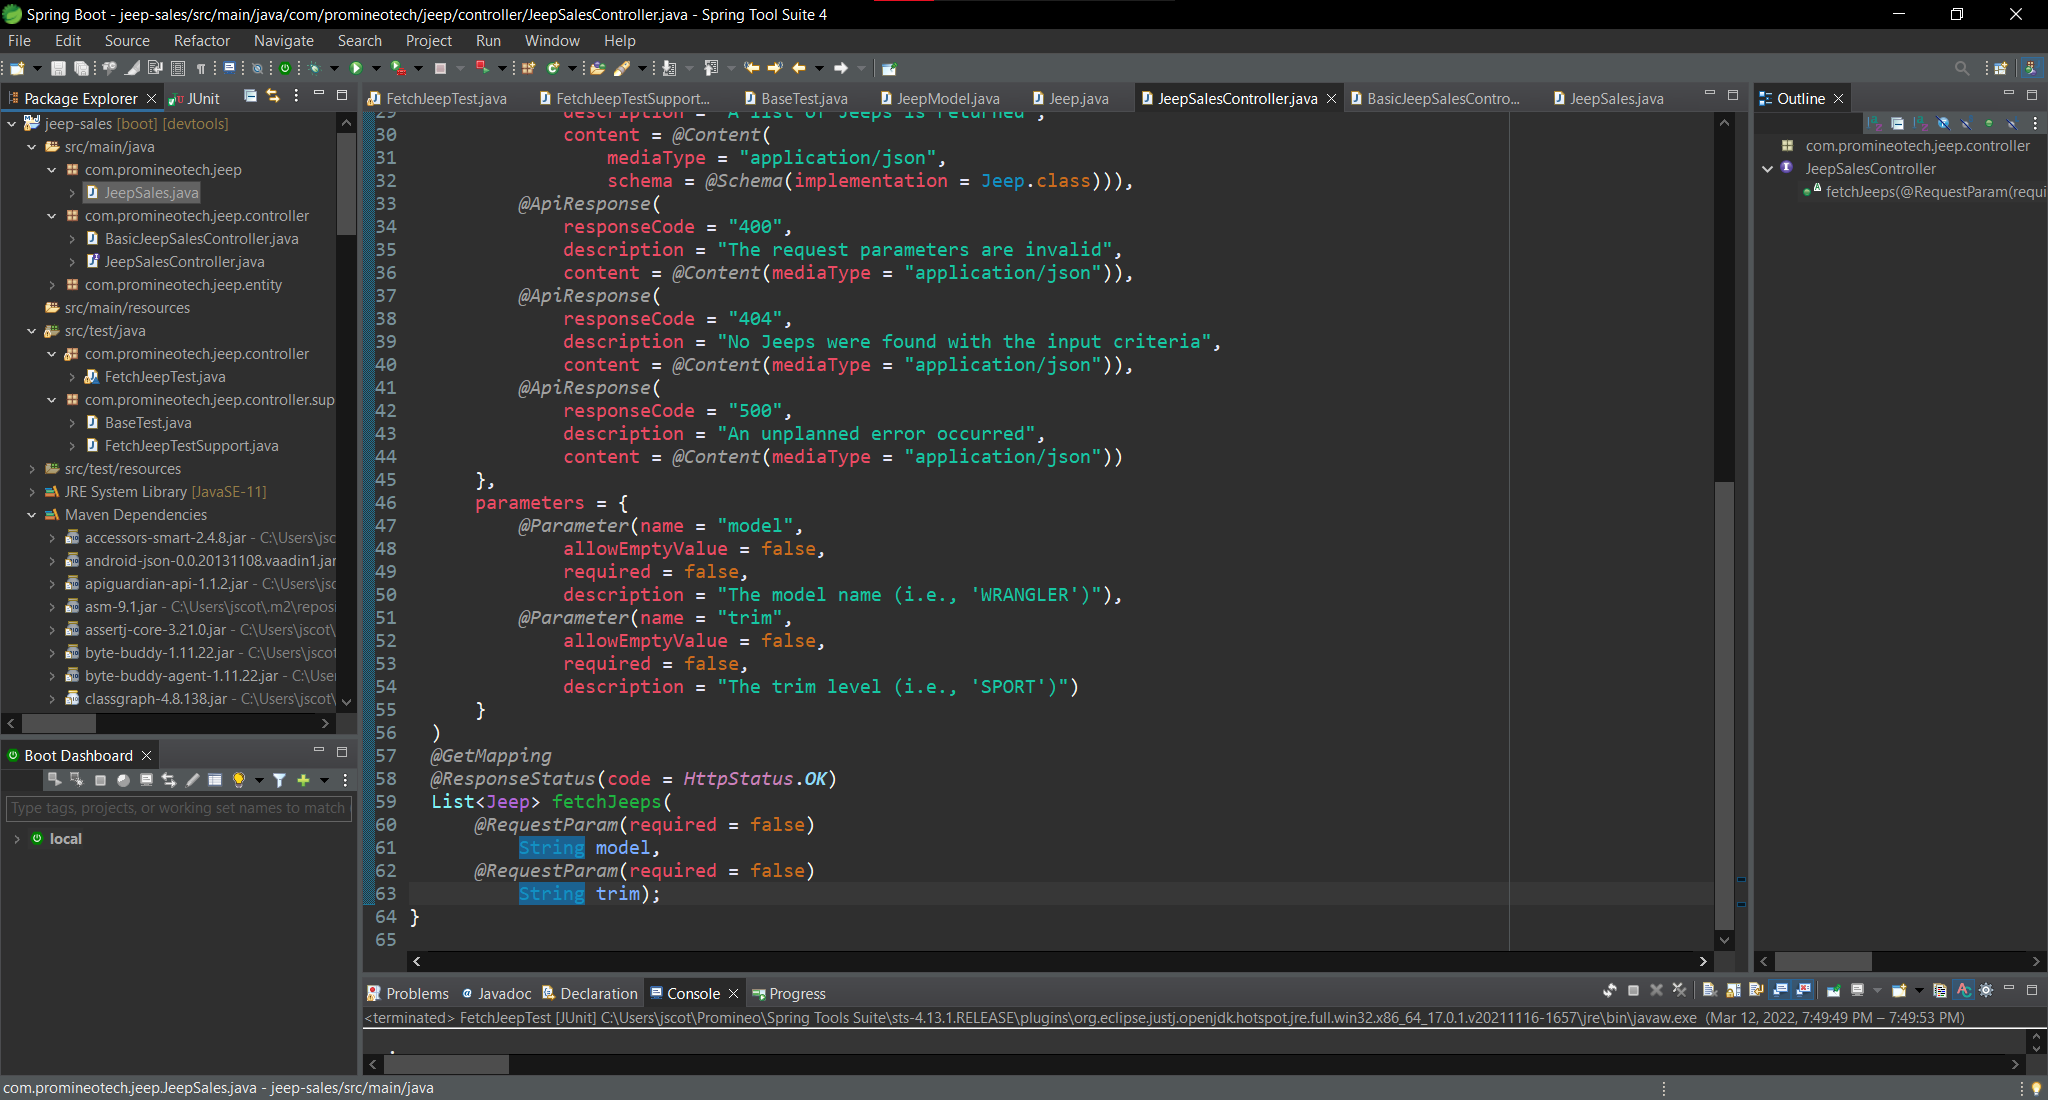 Spring Boot - jeep-sales/src/main/java/com/promineotech/jeep/controller/JeepSalesController.java - Spring Tool Suite 4
File Edit Source Refactor Navigate Search Project Run Window Help
Package Explorer JUnit
jeep-sales [boot] [devtools]
src/main/java
com.promineotech.jeep
JeepSales.java
com.promineotech.jeep.controller
BasicJeepSalesController.java
JeepSalesController.java
com.promineotech.jeep.entity
src/main/resources
src/test/java
com.promineotech.jeep.controller
FetchJeepTest.java
com.promineotech.jeep.controller.sup
BaseTest.java
FetchJeepTestSupport.java
src/test/resources
JRE System Library [JavaSE-11]
Maven Dependencies
accessors-smart-2.4.8.jar - C:\Users\jsc
android-json-0.0.20131108.vaadin1.jar
apiguardian-api-1.1.2.jar - C:\Users\jsc
asm-9.1.jar - C:\Users\jscot\.m2\reposi
assertj-core-3.21.0.jar - C:\Users\jscot\
byte-buddy-1.11.22.jar - C:\Users\jscot
byte-buddy-agent-1.11.22.jar - C:\User
classgraph-4.8.138.jar - C:\Users\jscot\
Boot Dashboard
Type tags, projects, or working set names to match
local
FetchJeepTest.java FetchJeepTestSupport... BaseTest.java JeepModel.java Jeep.java JeepSalesController.java BasicJeepSalesContro... JeepSales.java
29 description = "A list of Jeeps is returned",
30 content = @Content(
31 mediaType = "application/json",
32 schema = @Schema(implementation = Jeep.class))),
33 @ApiResponse(
34 responseCode = "400",
35 description = "The request parameters are invalid",
36 content = @Content(mediaType = "application/json")),
37 @ApiResponse(
38 responseCode = "404",
39 description = "No Jeeps were found with the input criteria",
40 content = @Content(mediaType = "application/json")),
41 @ApiResponse(
42 responseCode = "500",
43 description = "An unplanned error occurred",
44 content = @Content(mediaType = "application/json"))
45 },
46 parameters = {
47 @Parameter(name = "model",
48 allowEmptyValue = false,
49 required = false,
50 description = "The model name (i.e., 'WRANGLER')"),
51 @Parameter(name = "trim",
52 allowEmptyValue = false,
53 required = false,
54 description = "The trim level (i.e., 'SPORT')")
55 }
56 )
57 @GetMapping
58 @ResponseStatus(code = HttpStatus.OK)
59 List<Jeep> fetchJeeps(
60 @RequestParam(required = false)
61 String model,
62 @RequestParam(required = false)
63 String trim);
64 }
65
Outline
com.promineotech.jeep.controller
JeepSalesController
fetchJeeps(@RequestParam(requi
Problems Javadoc Declaration Console Progress
<terminated> FetchJeepTest [JUnit] C:\Users\jscot\Promineo\Spring Tools Suite\sts-4.13.1.RELEASE\plugins\org.eclipse.justj.openjdk.hotspot.jre.full.win32.x86_64_17.0.1.v20211116-1657\jre\bin\javaw.exe (Mar 12, 2022, 7:49:49 PM – 7:49:53 PM)
com.promineotech.jeep.JeepSales.java - jeep-sales/src/main/java